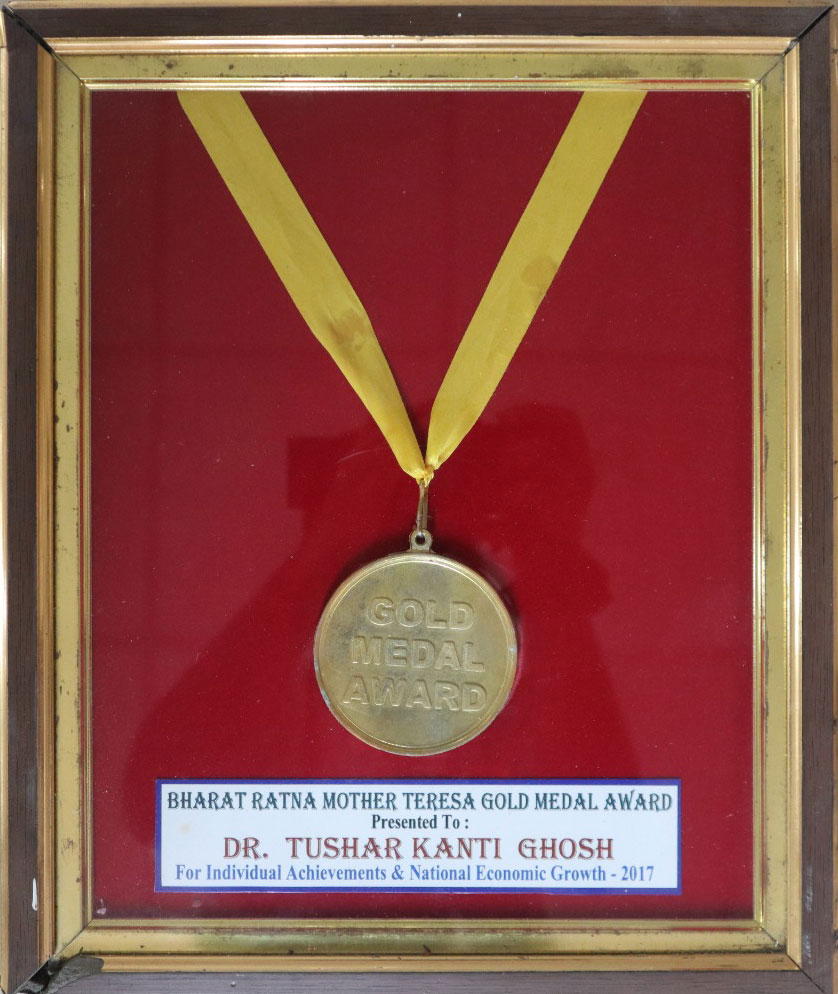 GOLD
MEDAL
AWARD
BHARAT RATNA MOTHER TERESA GOLD MEDAL AWARD
Presented To :
DR. TUSHAR KANTI GHOSH
For Individual Achievements & National Economic Growth - 2017